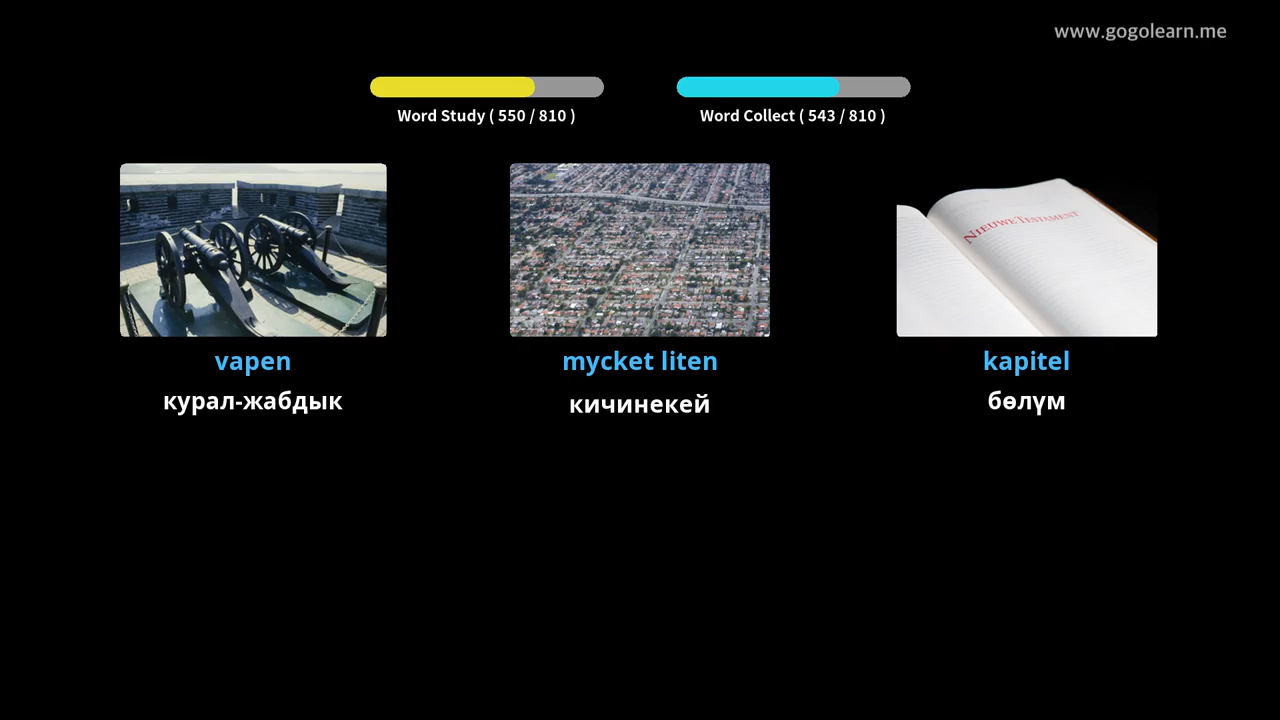 www.gogolearn.me
Word Study ( 550 / 810 )
Word Collect ( 543 / 810 )
NIEUWE TESTAMENT
vapen
mycket liten
kapitel
курал-жабдык
кичинекей
бөлүм